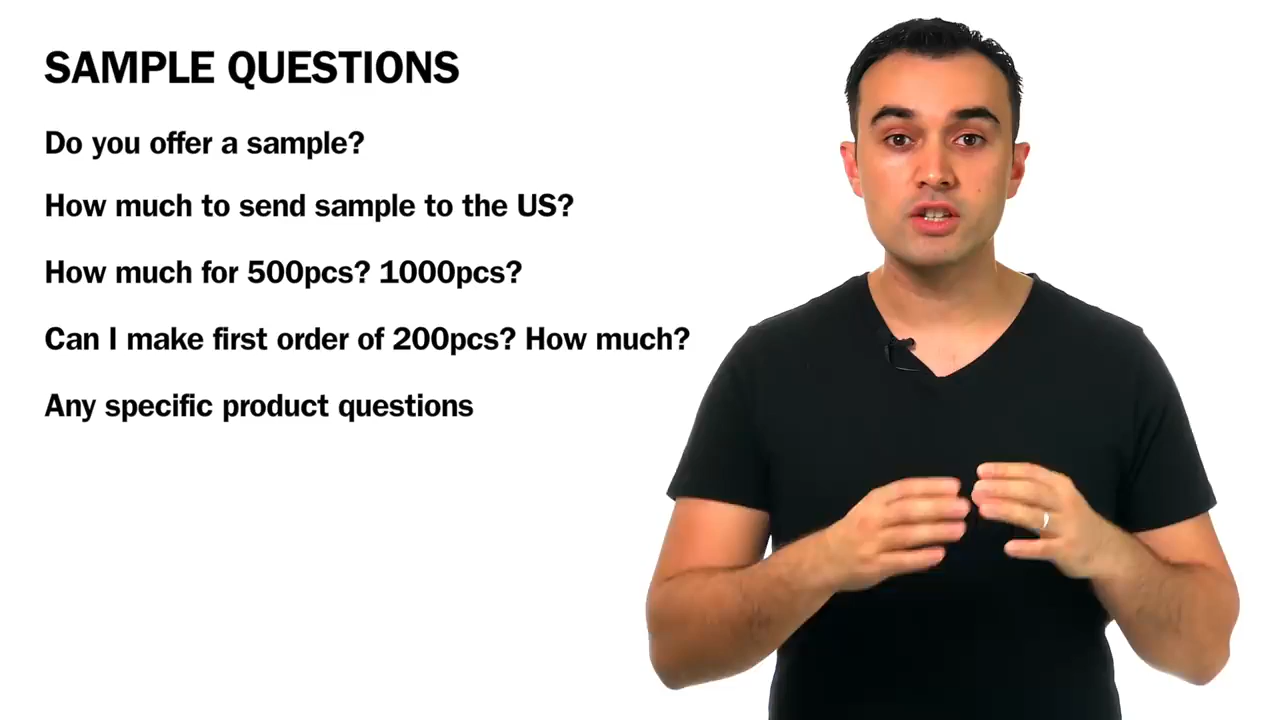 SAMPLE QUESTIONS
Do you offer a sample?
How much to send sample to the US?
How much for 500pcs? 1000pcs?
Can I make first order of 200pcs? How much?
Any specific product questions